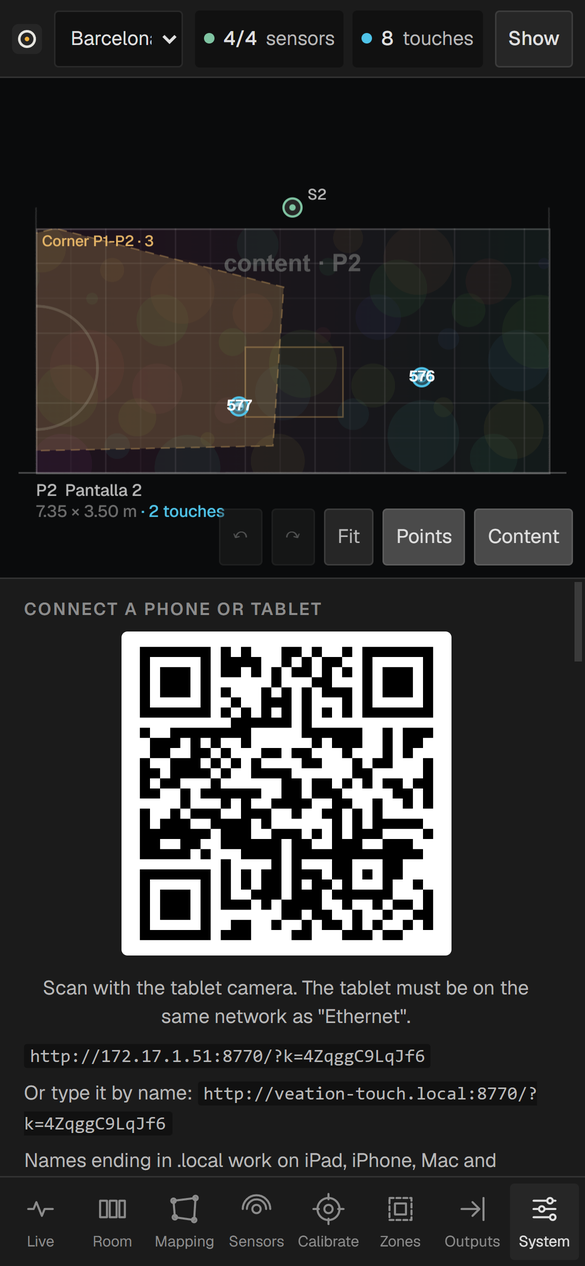 Barcelona
4/4 sensors
8 touches
Show
S2
Corner P1-P2 · 3
content · P2
576
577
P2 Pantalla 2
7.35 × 3.50 m · 2 touches
Fit
Points
Content
CONNECT A PHONE OR TABLET
Scan with the tablet camera. The tablet must be on the
same network as "Ethernet".
http://172.17.1.51:8770/?k=4ZqggC9LqJf6
Or type it by name: http://veation-touch.local:8770/?
k=4ZqggC9LqJf6
Names ending in .local work on iPad, iPhone, Mac and
Live
Room
Mapping
Sensors
Calibrate
Zones
Outputs
System